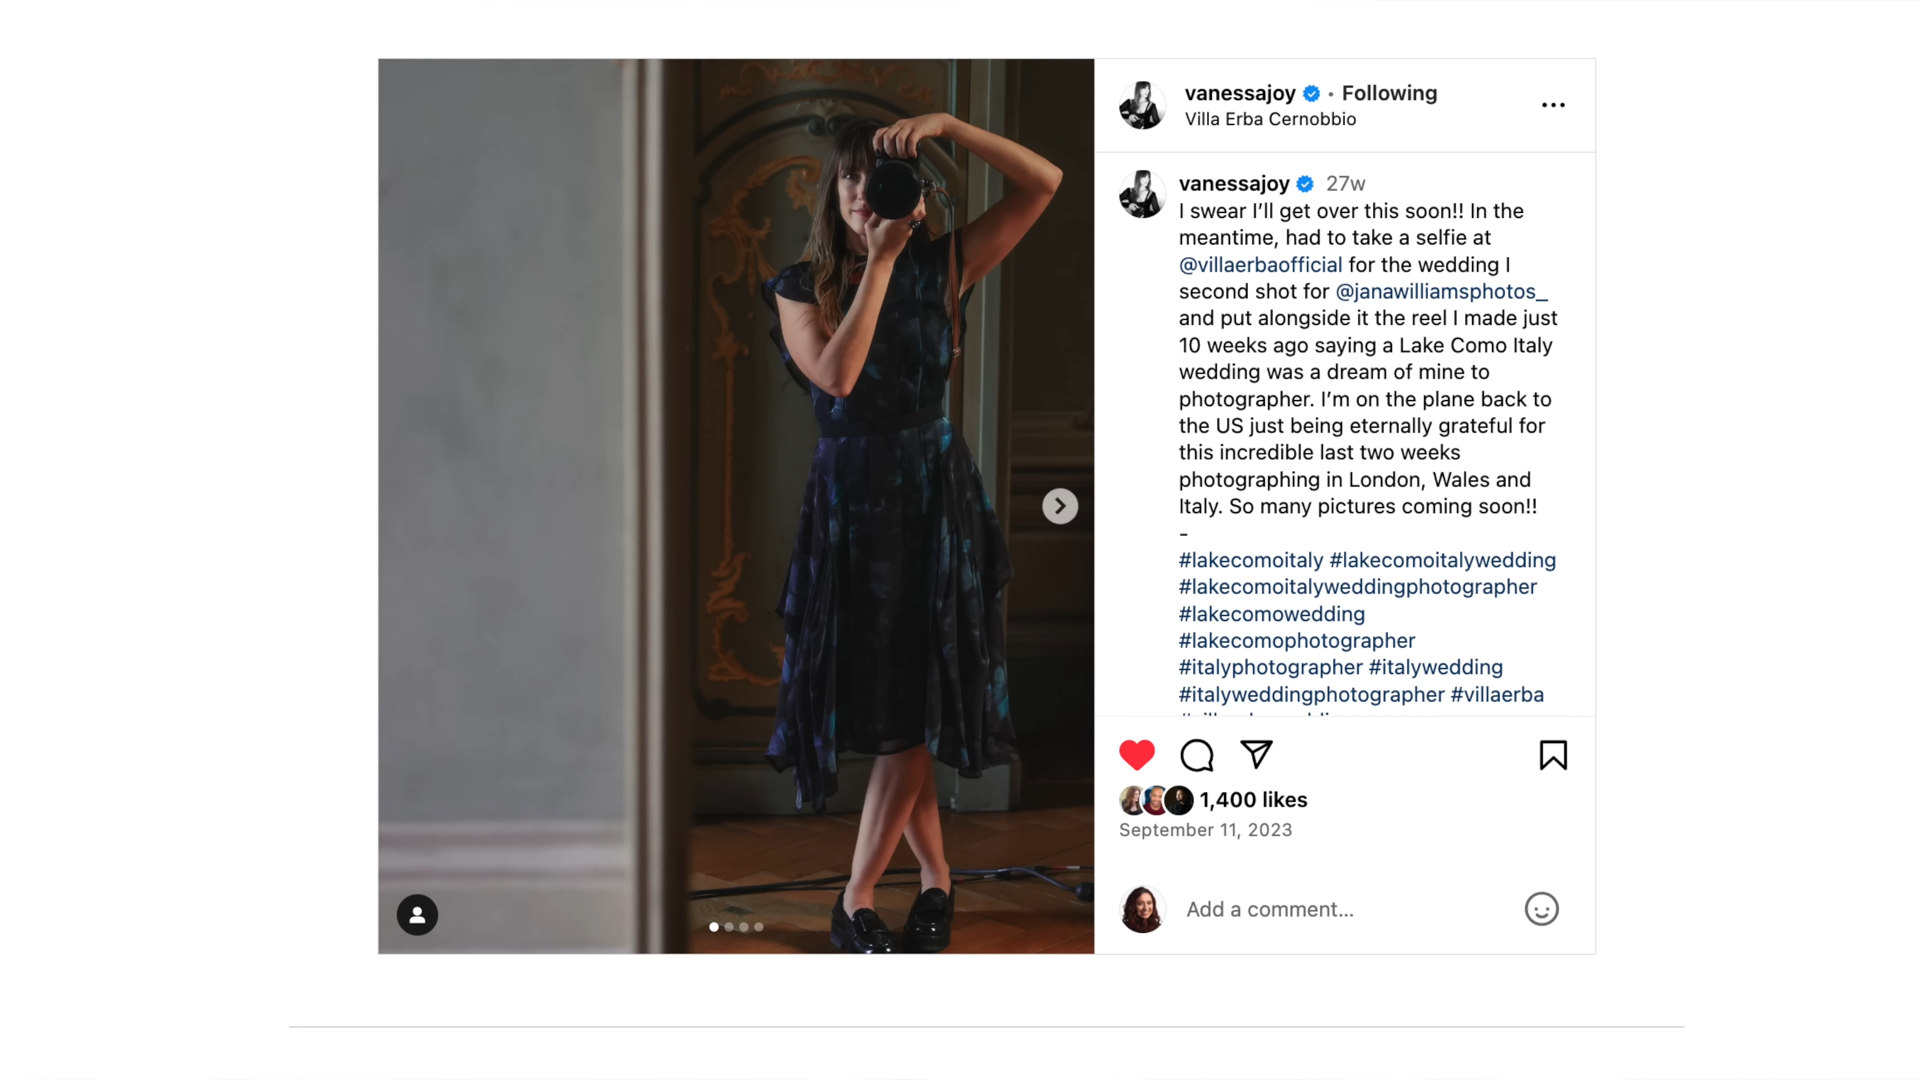 vanessajoy • Following
Villa Erba Cernobbio
vanessajoy 27w
I swear I’ll get over this soon!! In the
meantime, had to take a selfie at
@villaerbaofficial for the wedding I
second shot for @janawilliamsphotos_
and put alongside it the reel I made just
10 weeks ago saying a Lake Como Italy
wedding was a dream of mine to
photographer. I’m on the plane back to
the US just being eternally grateful for
this incredible last two weeks
photographing in London, Wales and
Italy. So many pictures coming soon!!
-
#lakecomoitaly #lakecomoitalywedding
#lakecomoitalyweddingphotographer
#lakecomowedding
#lakecomophotographer
#italyphotographer #italywedding
#italyweddingphotographer #villaerba
1,400 likes
September 11, 2023
Add a comment...